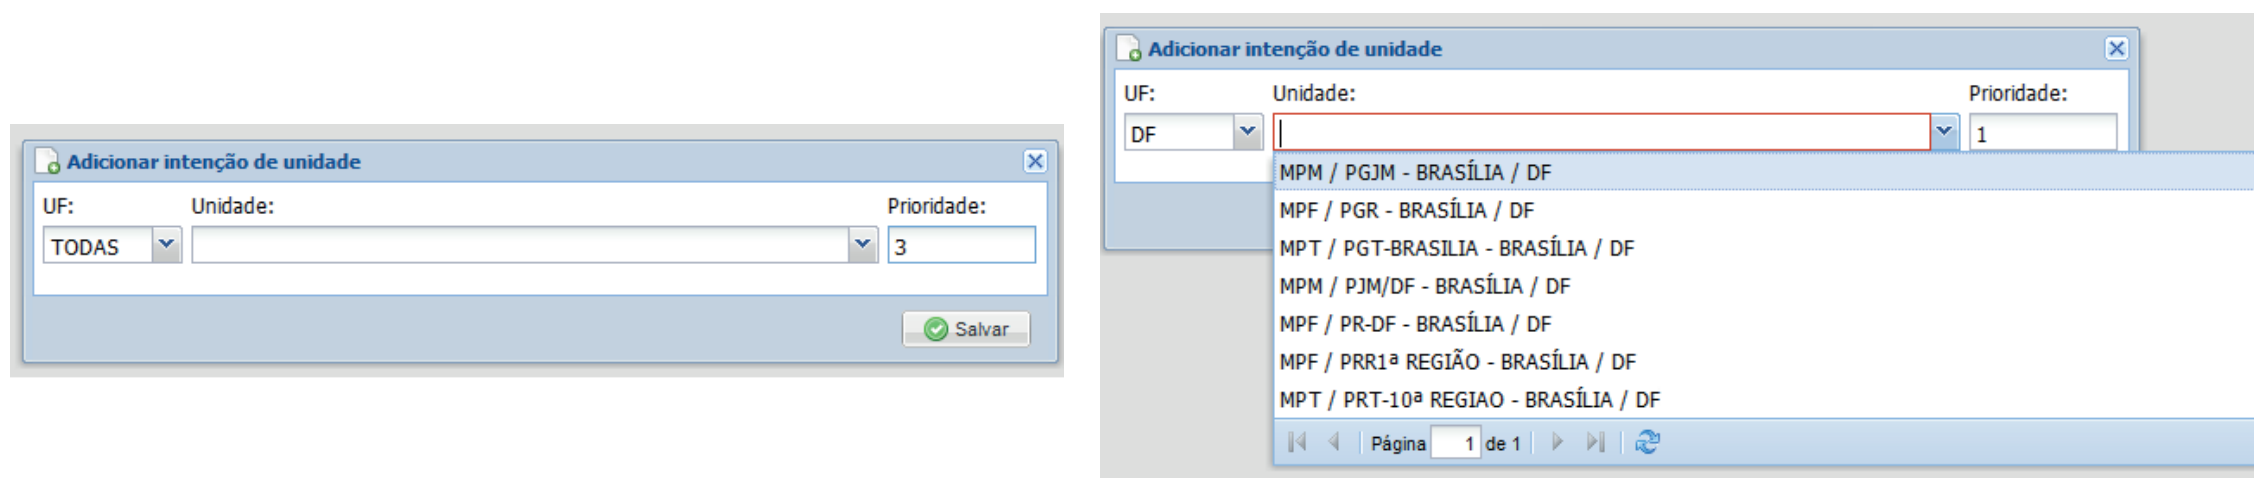 Adicionar intenção de unidade
UF: Unidade: Prioridade:
TODAS 3
Salvar
Adicionar intenção de unidade
UF: Unidade: Prioridade:
DF 1
MPM / PGJM - BRASÍLIA / DF
MPF / PGR - BRASÍLIA / DF
MPT / PGT-BRASILIA - BRASÍLIA / DF
MPM / PJM/DF - BRASÍLIA / DF
MPF / PR-DF - BRASÍLIA / DF
MPF / PRR1ª REGIÃO - BRASÍLIA / DF
MPT / PRT-10ª REGIAO - BRASÍLIA / DF
Página 1 de 1